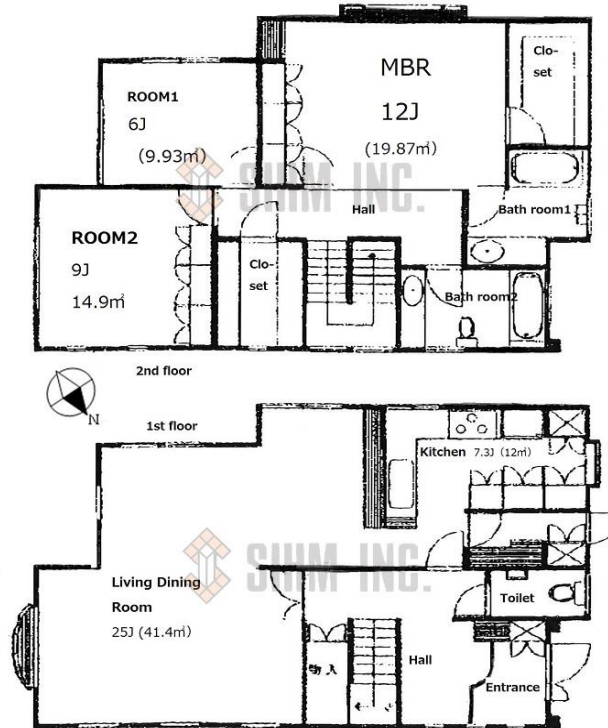 MBR
12J
(19.87㎡)
Clo-
set
ROOM1
6J
(9.93㎡)
SHIM INC.
Hall
Bath room1
ROOM2
9J
14.9㎡
Clo-
set
Bath room2
2nd floor
N
1st floor
Kitchen 7.3J (12㎡)
SHIM INC.
Living Dining
Room
25J (41.4㎡)
Toilet
Hall
Entrance